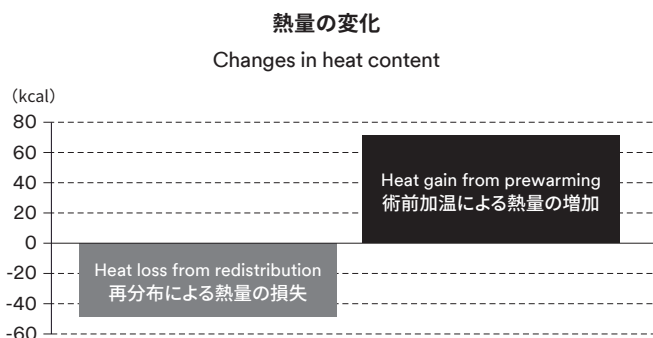 熱量の変化
Changes in heat content
（kcal）
80
60
40
20
0
-20
-40
-60
Heat gain from prewarming
術前加温による熱量の増加
Heat loss from redistribution
再分布による熱量の損失